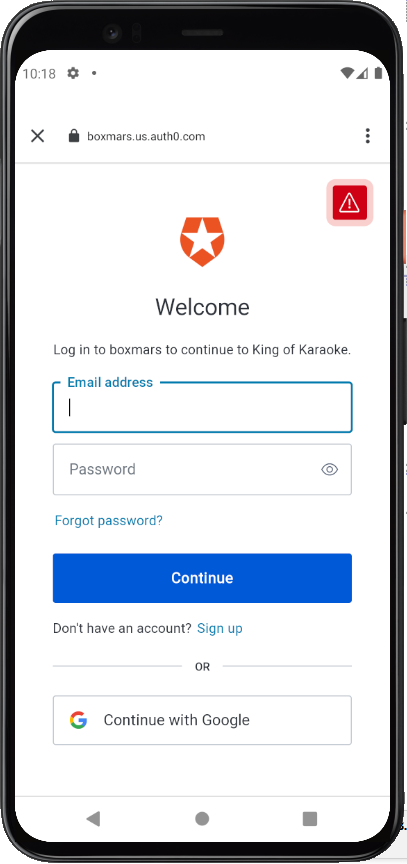 10:18
boxmars.us.auth0.com
Welcome
Log in to boxmars to continue to King of Karaoke.
Email address
Password
Forgot password?
Continue
Don't have an account? Sign up
OR
Continue with Google